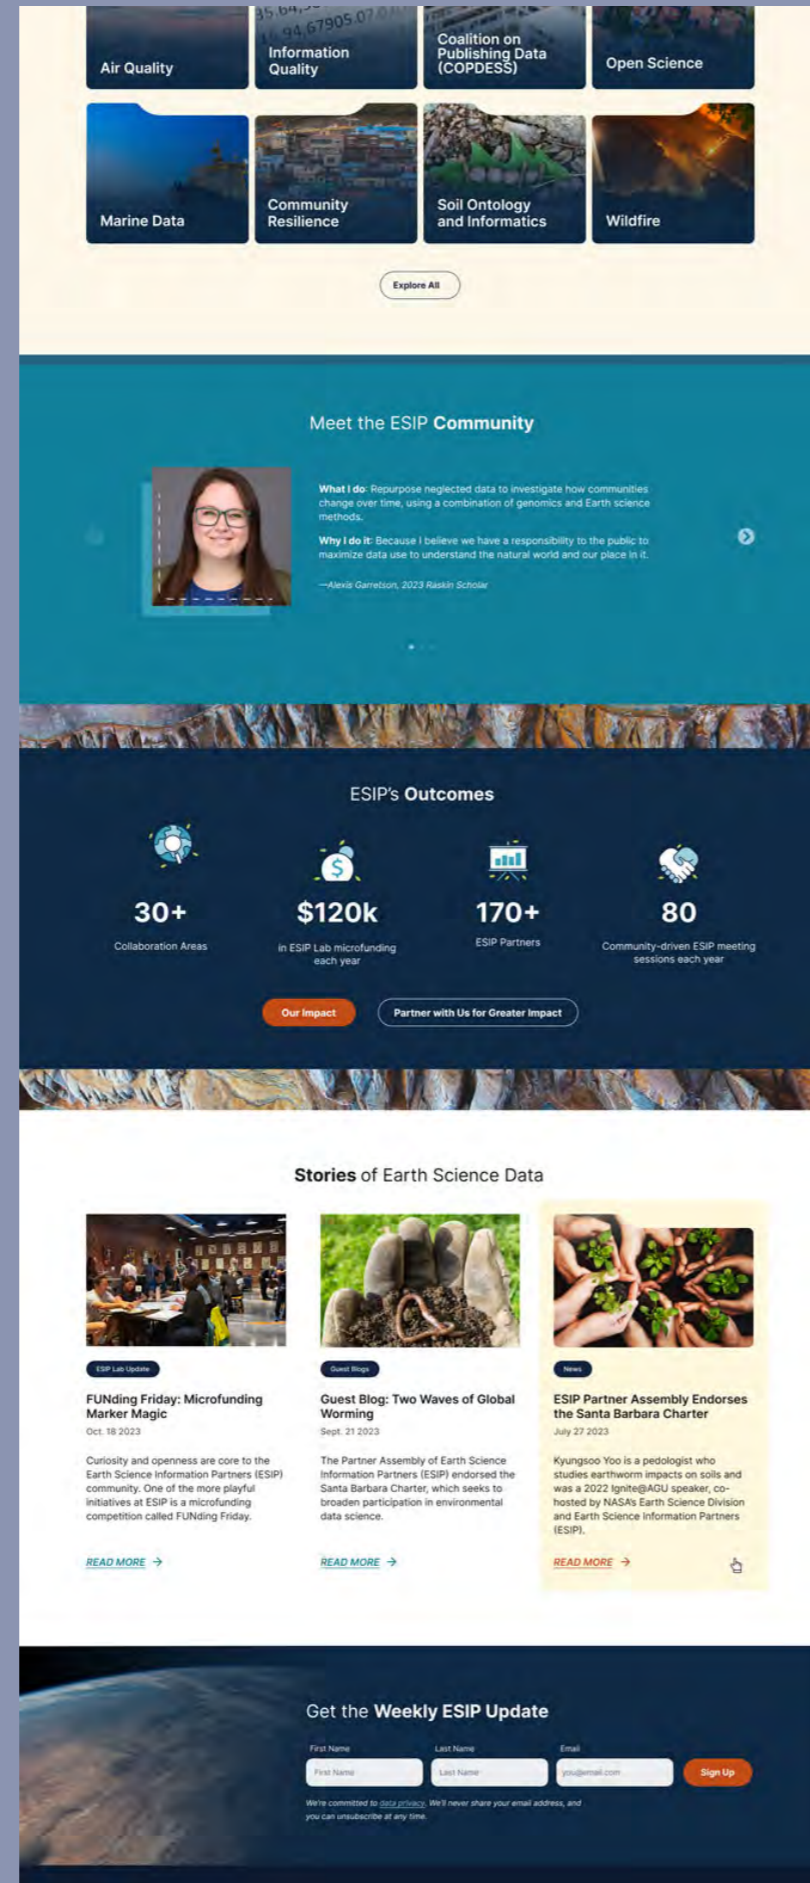 35.64,
94.67905.07.0
Air Quality
Information
Quality
Coalition on
Publishing Data
(COPDESS)
Open Science
Marine Data
Community
Resilience
Soil Ontology
and Informatics
Wildfire
Explore All
Meet the ESIP Community
What I do: Repurpose neglected data to investigate how communities
change over time, using a combination of genomics and Earth science
methods.
Why I do it: Because I believe we have a responsibility to the public to
maximize data use to understand the natural world and our place in it.
—Alexis Garretson, 2023 Raskin Scholar
ESIP's Outcomes
30+
Collaboration Areas
$120k
in ESIP Lab microfunding
each year
170+
ESIP Partners
80
Community-driven ESIP meeting
sessions each year
Our Impact
Partner with Us for Greater Impact
Stories of Earth Science Data
ESIP Lab Update
FUNding Friday: Microfunding
Marker Magic
Oct. 18 2023
Curiosity and openness are core to the
Earth Science Information Partners (ESIP)
community. One of the more playful
initiatives at ESIP is a microfunding
competition called FUNding Friday.
READ MORE →
Guest Blogs
Guest Blog: Two Waves of Global
Worming
Sept. 21 2023
The Partner Assembly of Earth Science
Information Partners (ESIP) endorsed the
Santa Barbara Charter, which seeks to
broaden participation in environmental
data science.
READ MORE →
News
ESIP Partner Assembly Endorses
the Santa Barbara Charter
July 27 2023
Kyungsoo Yoo is a pedologist who
studies earthworm impacts on soils and
was a 2022 Ignite@AGU speaker, co-
hosted by NASA's Earth Science Division
and Earth Science Information Partners
(ESIP).
READ MORE →
Get the Weekly ESIP Update
First Name
Last Name
Email
First Name
Last Name
you@email.com
Sign Up
We're committed to data privacy. We'll never share your email address, and
you can unsubscribe at any time.